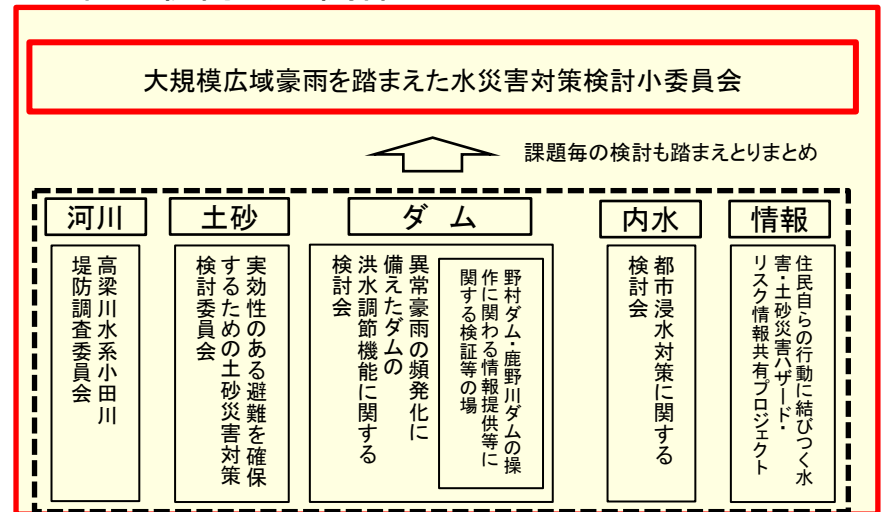 大規模広域豪雨を踏まえた水災害対策検討小委員会
課題毎の検討も踏まえとりまとめ
河川
高梁川水系小田川
堤防調査委員会
土砂
実効性のある避難を確保
するための土砂災害対策
検討委員会
ダム
異常豪雨の頻発化に
備えたダムの
洪水調節機能に関する
検討会
野村ダム・鹿野川ダムの操
作に関わる情報提供等に
関する検証等の場
内水
都市浸水対策に関する
検討会
情報
住民自らの行動に結びつく水
害・土砂災害ハザード・
リスク情報共有プロジェクト